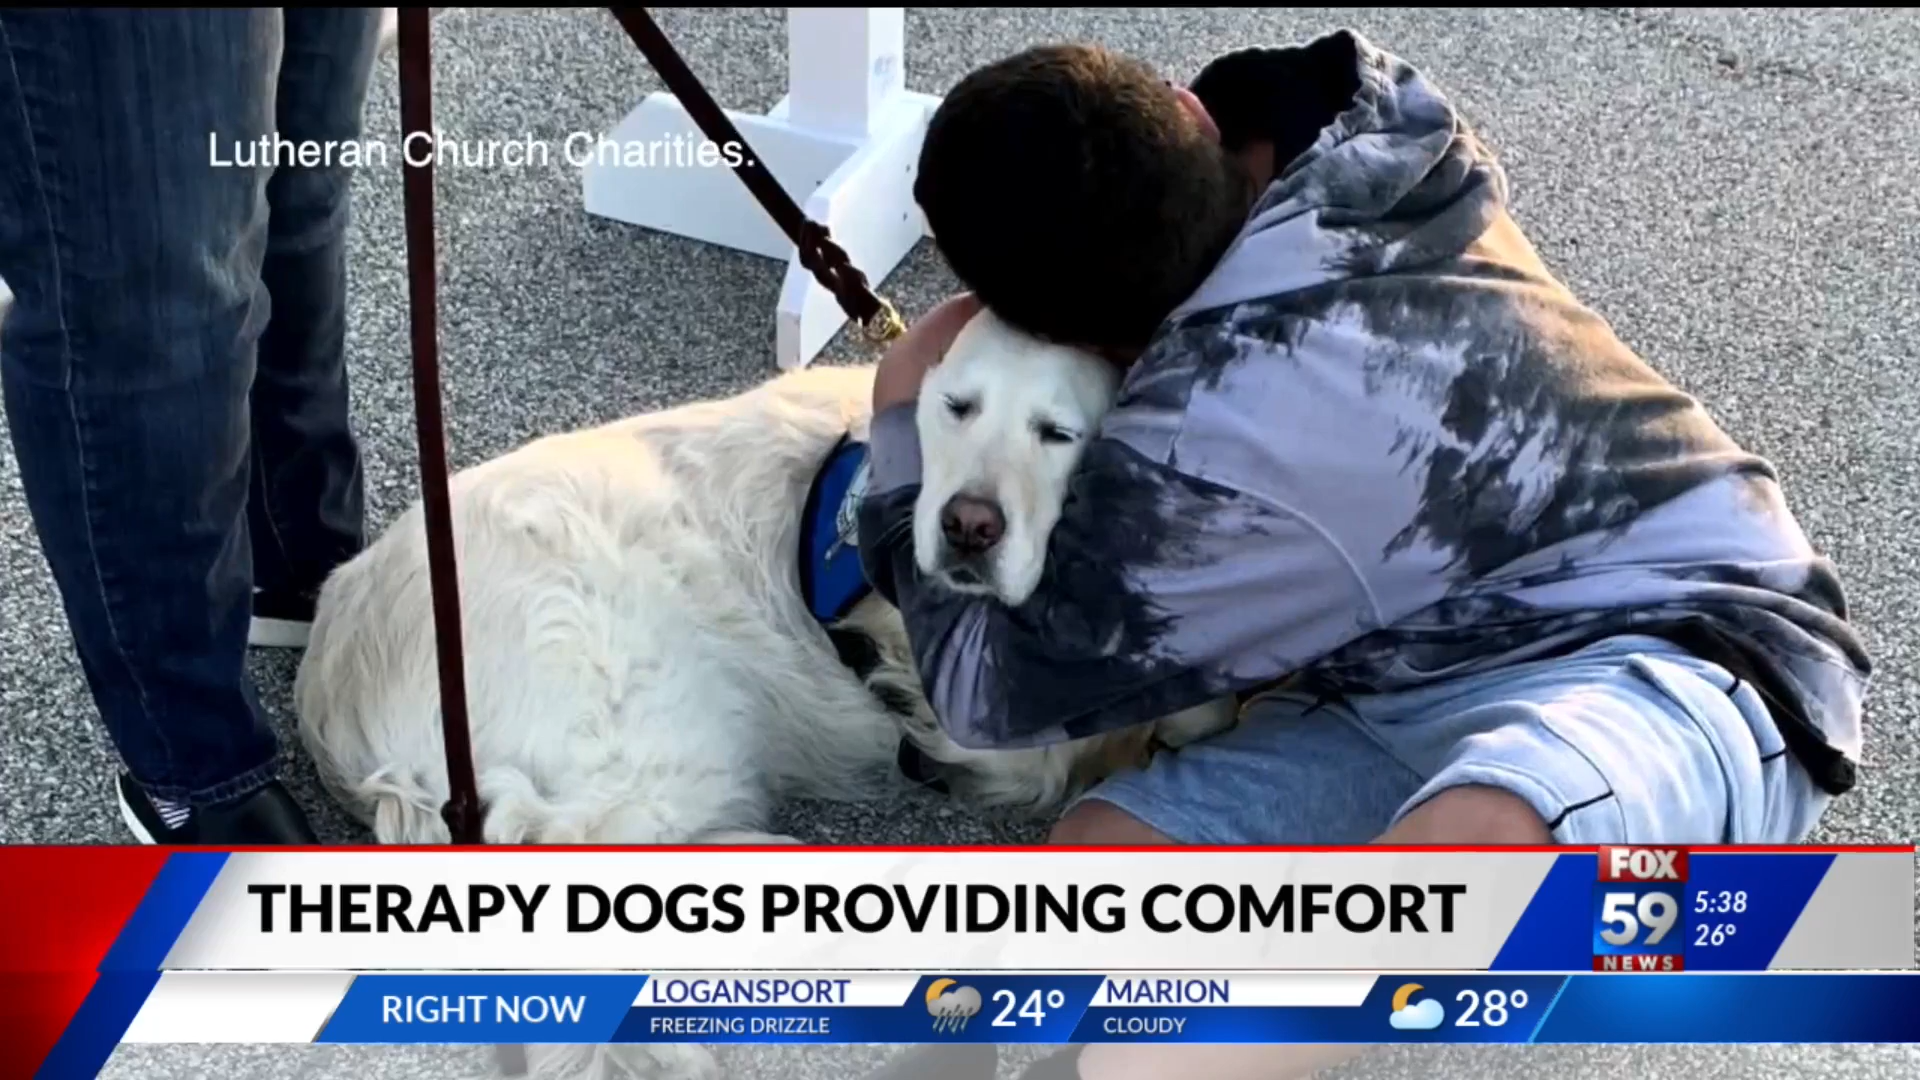 Lutheran Church Charities.
THERAPY DOGS PROVIDING COMFORT
FOX
59
NEWS
5:38
26°
RIGHT NOW
LOGANSPORT
FREEZING DRIZZLE
24°
MARION
CLOUDY
28°